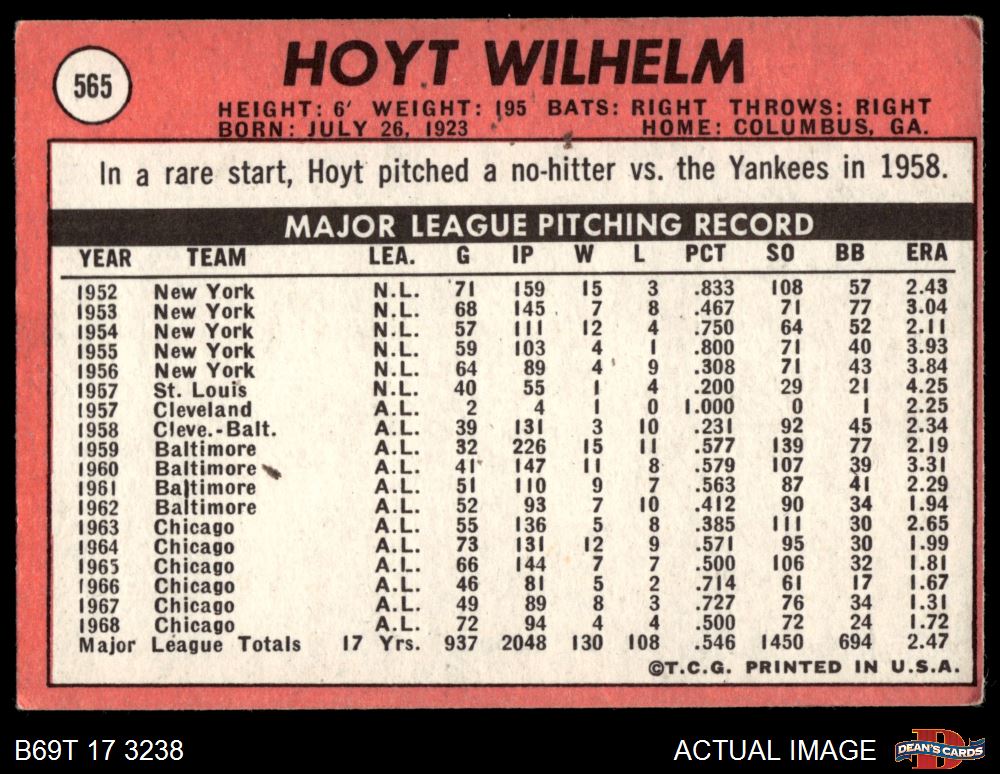 565
HOYT WILHELM
HEIGHT: 6' WEIGHT: 195 BATS: RIGHT THROWS: RIGHT
BORN: JULY 26, 1923 HOME: COLUMBUS, GA.
In a rare start, Hoyt pitched a no-hitter vs. the Yankees in 1958.
MAJOR LEAGUE PITCHING RECORD
YEAR TEAM LEA. G IP W L PCT SO BB ERA
1952 New York N.L. 71 159 15 3 .833 108 57 2.43
1953 New York N.L. 68 145 7 8 .467 71 77 3.04
1954 New York N.L. 57 111 12 4 .750 64 52 2.11
1955 New York N.L. 59 103 4 1 .800 71 40 3.93
1956 New York N.L. 64 89 4 9 .308 71 43 3.84
1957 St. Louis N.L. 40 55 1 4 .200 29 21 4.25
1957 Cleveland A.L. 2 4 1 0 1.000 0 1 2.25
1958 Cleve.-Balt. A.L. 39 131 3 10 .231 92 45 2.34
1959 Baltimore A.L. 32 226 15 11 .577 139 77 2.19
1960 Baltimore A.L. 41 147 11 8 .579 107 39 3.31
1961 Baltimore A.L. 51 110 9 7 .563 87 41 2.29
1962 Baltimore A.L. 52 93 7 10 .412 90 34 1.94
1963 Chicago A.L. 55 136 5 8 .385 111 30 2.65
1964 Chicago A.L. 73 131 12 9 .571 95 30 1.99
1965 Chicago A.L. 66 144 7 7 .500 106 32 1.81
1966 Chicago A.L. 46 81 5 2 .714 61 17 1.67
1967 Chicago A.L. 49 89 8 3 .727 76 34 1.31
1968 Chicago A.L. 72 94 4 4 .500 72 24 1.72
Major League Totals 17 Yrs. 937 2048 130 108 .546 1450 694 2.47
©T.C.G. PRINTED IN U.S.A.
B69T 17 3238 ACTUAL IMAGE
DEAN'S CARDS